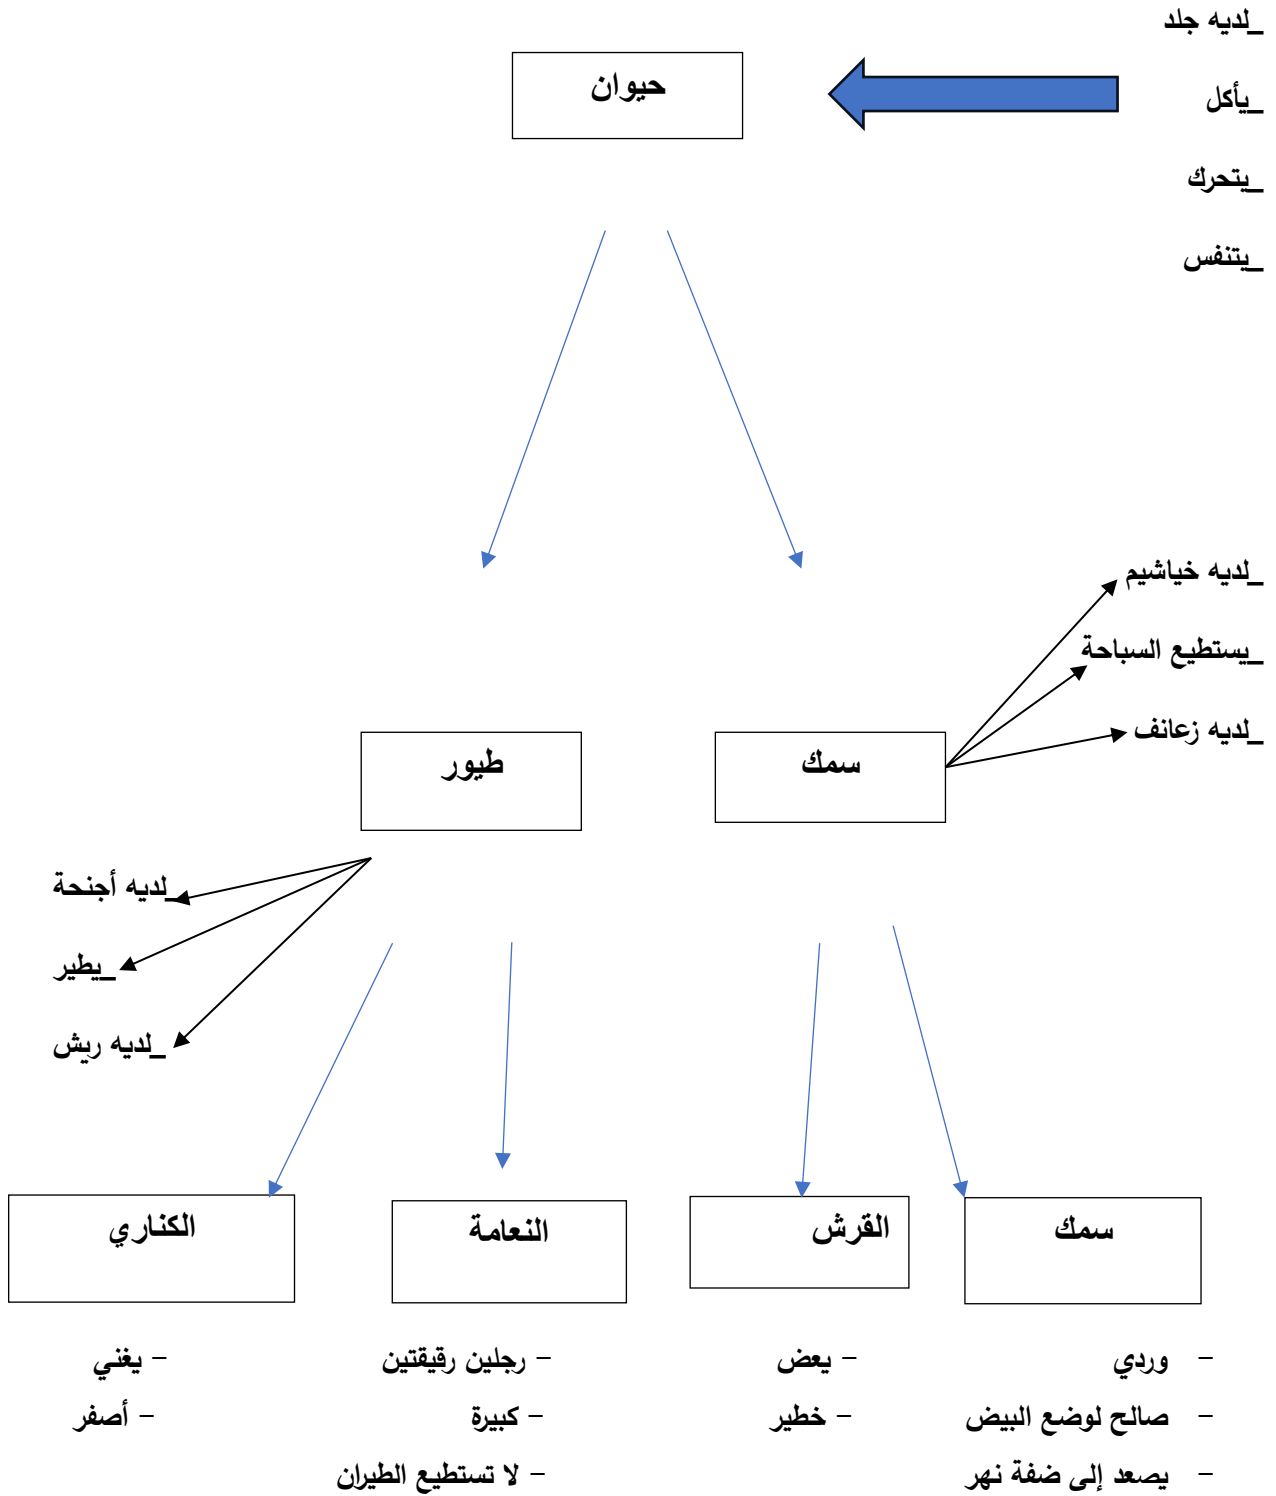 _لديه جلد
حيوان
_يأكل
_يتحرك
_يتنفس
_لديه خياشيم
_يستطيع السباحة
_لديه زعانف
سمك
طيور
_لديه أجنحة
_يطير
_لديه ريش
سمك
القرش
النعامة
الكناري
- وردي
- صالح لوضع البيض
- يصعد إلى ضفة نهر
- يعض
- خطير
- رجلين رقيقتين
- كبيرة
- لا تستطيع الطيران
- يغني
- أصفر